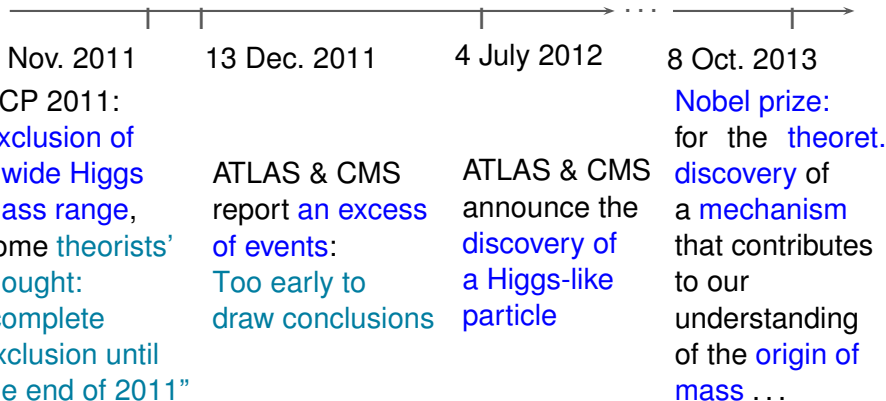 . . .
Nov. 2011
CP 2011:
xclusion of
wide Higgs
ass range,
ome theorists’
ought:
complete
xclusion until
e end of 2011”
13 Dec. 2011
ATLAS & CMS
report an excess
of events:
Too early to
draw conclusions
4 July 2012
ATLAS & CMS
announce the
discovery of
a Higgs-like
particle
8 Oct. 2013
Nobel prize:
for the theoret.
discovery of
a mechanism
that contributes
to our
understanding
of the origin of
mass . . .